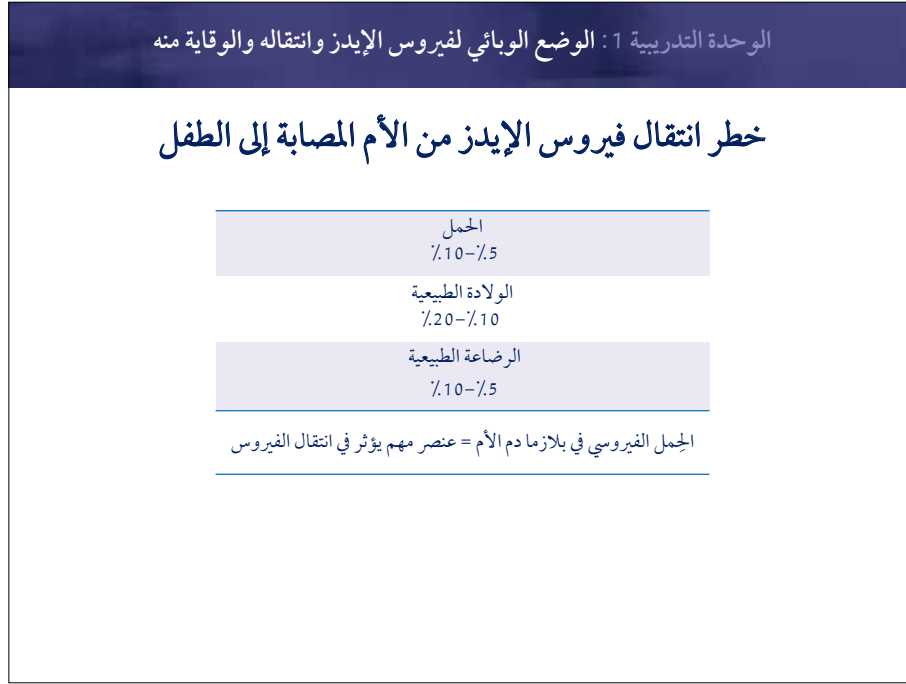 الوحدة التدريبية 1: الوضع الوبائي لفيروس الإيدز وانتقاله والوقاية منه
خطر انتقال فيروس الإيدز من الأم المصابة إلى الطفل
الحمل
5٪–10٪
الولادة الطبيعية
10٪–20٪
الرضاعة الطبيعية
5٪–10٪
الحِمل الفيروسي في بلازما دم الأم = عنصر مهم يؤثر في انتقال الفيروس